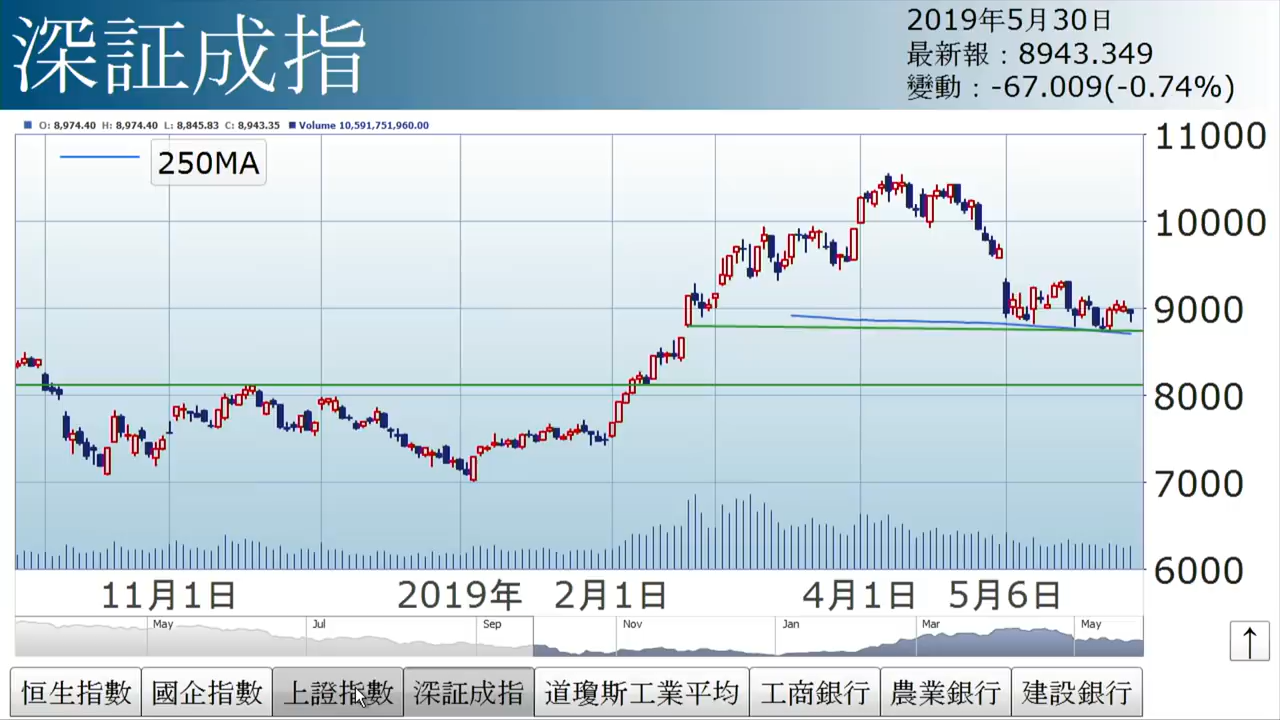 深証成指
2019年5月30日
最新報：8943.349
變動：-67.009(-0.74%)
O: 8,974.40 H: 8,974.40 L: 8,845.83 C: 8,943.35 Volume 10,591,751,960.00
250MA
11000
10000
9000
8000
7000
6000
11月1日 2019年 2月1日 4月1日 5月6日
May Jul Sep Nov Jan Mar May
↑
恒生指數 國企指數 上證指數 深証成指 道瓊斯工業平均 工商銀行 農業銀行 建設銀行